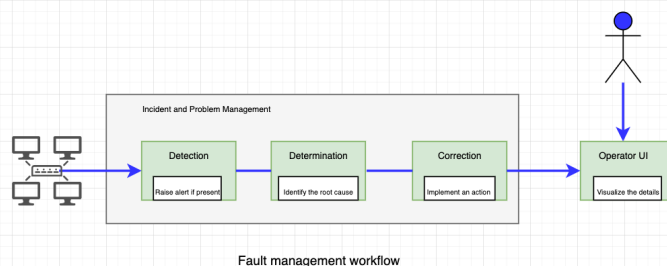 Incident and Problem Management
Detection
Determination
Correction
Operator UI
Raise alert if present
Identify the root cause
Implement an action
Visualize the details
Fault management workflow